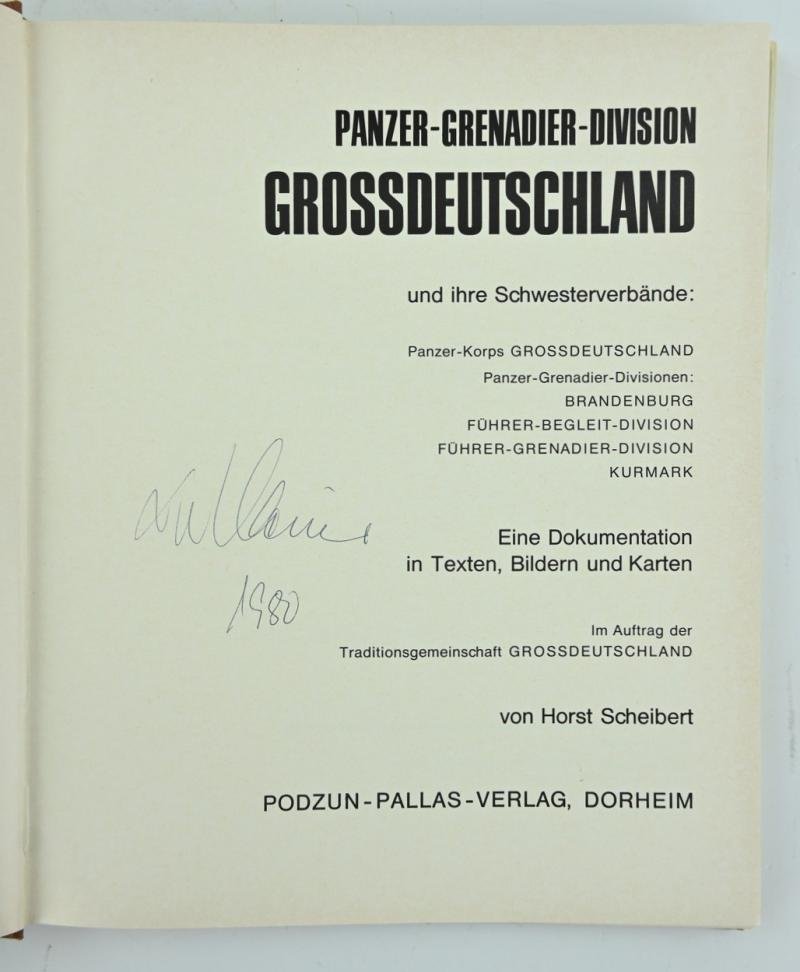 PANZER-GRENADIER-DIVISION
GROSSDEUTSCHLAND
und ihre Schwesterverbände:
Panzer-Korps GROSSDEUTSCHLAND
Panzer-Grenadier-Divisionen:
BRANDENBURG
FÜHRER-BEGLEIT-DIVISION
FÜHRER-GRENADIER-DIVISION
KURMARK
Eine Dokumentation
in Texten, Bildern und Karten
1980
Im Auftrag der
Traditionsgemeinschaft GROSSDEUTSCHLAND
von Horst Scheibert
PODZUN-PALLAS-VERLAG, DORHEIM